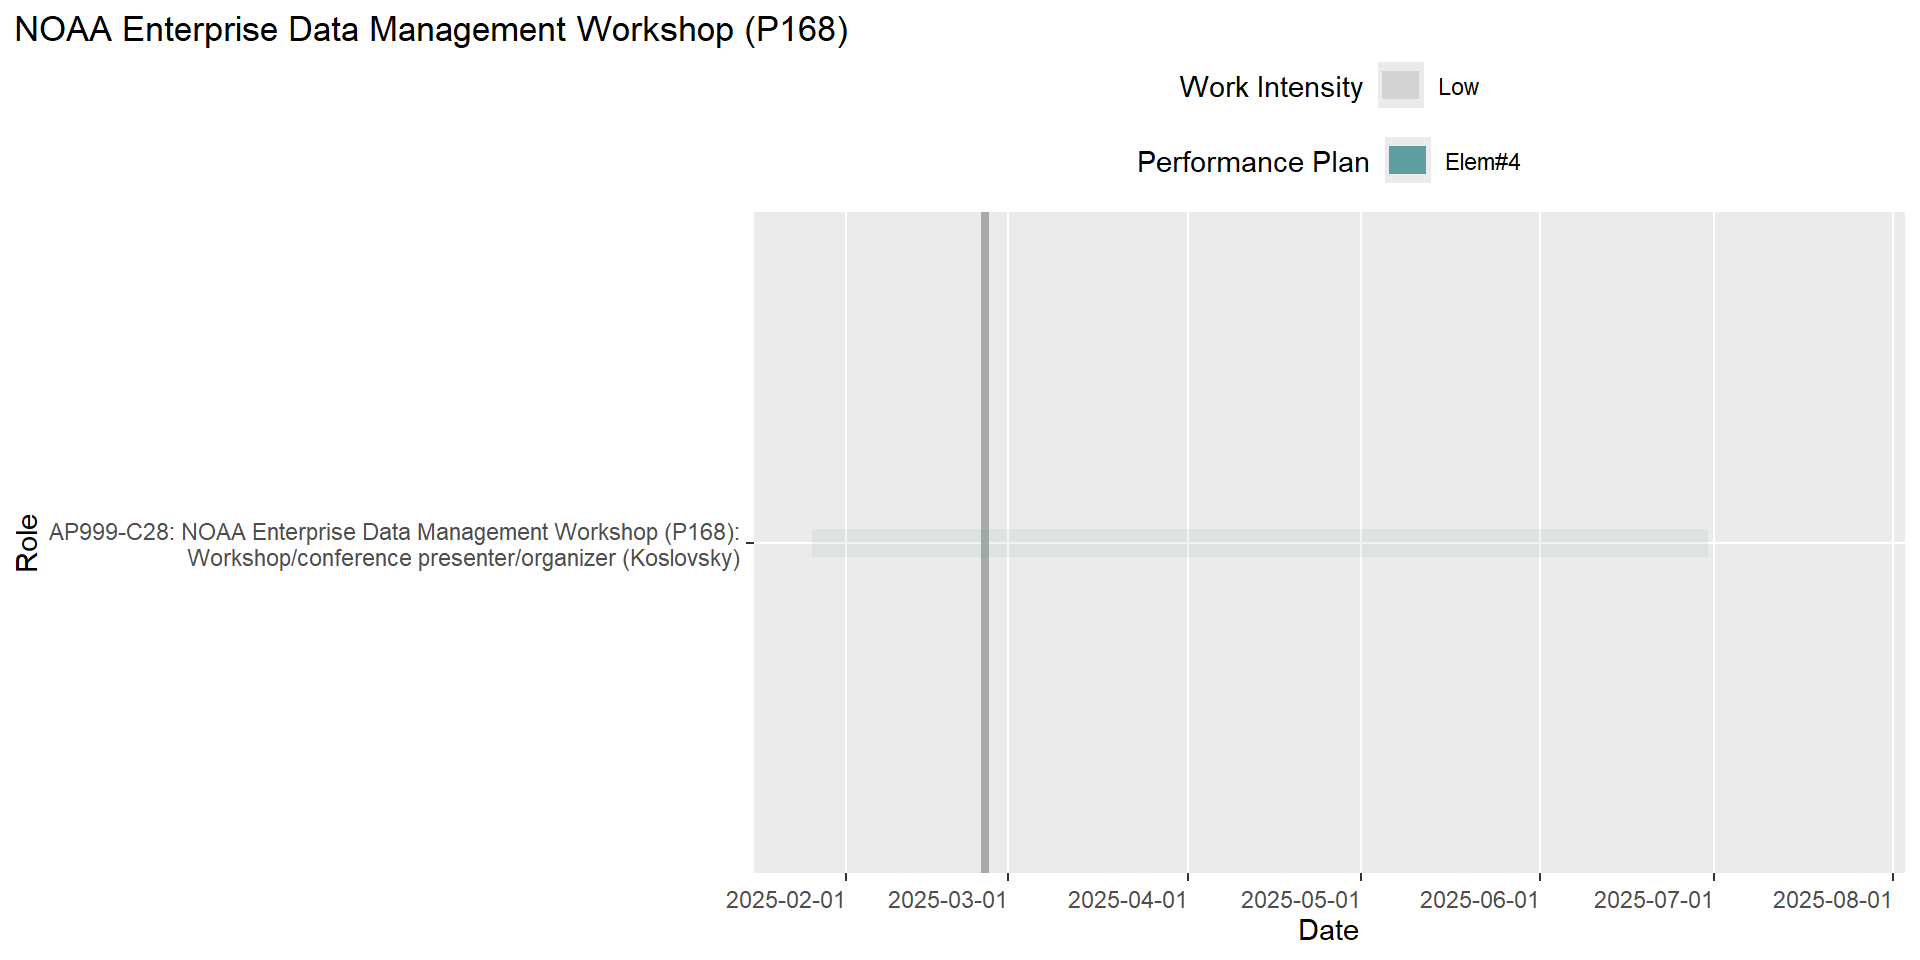 NOAA Enterprise Data Management Workshop (P168)
Work Intensity Low
Performance Plan Elem#4
Role
AP999-C28: NOAA Enterprise Data Management Workshop (P168):
Workshop/conference presenter/organizer (Koslovsky)
2025-02-01 2025-03-01 2025-04-01 2025-05-01 2025-06-01 2025-07-01 2025-08-01
Date